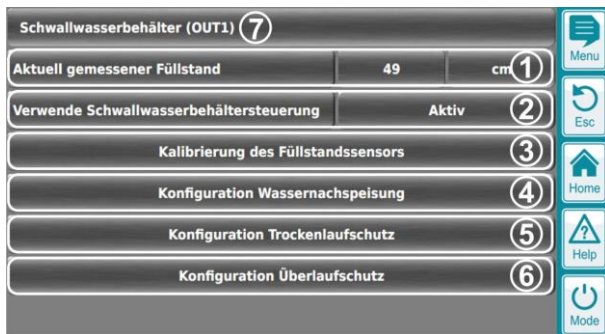 Schwallwasserbehälter (OUT1) 7
Aktuell gemessener Füllstand 49 cm 1
Verwende Schwallwasserbehältersteuerung Aktiv 2
Kalibrierung des Füllstandssensors 3
Konfiguration Wassernachspeisung 4
Konfiguration Trockenlaufschutz 5
Konfiguration Überlaufschutz 6
Menu
Esc
Home
?
Help
Mode